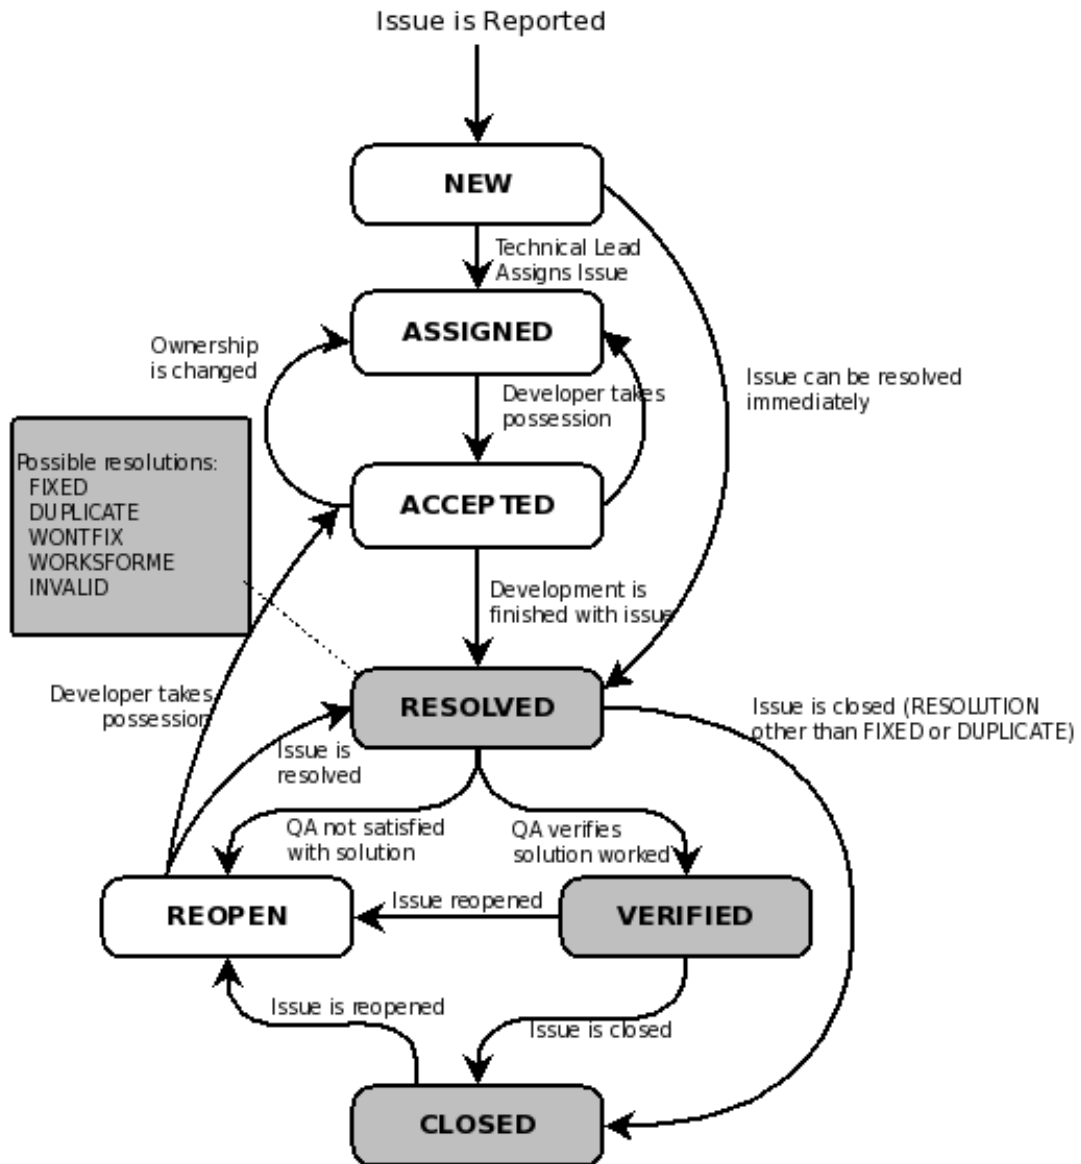 Issue is Reported
NEW
Technical Lead
Assigns Issue
ASSIGNED
Ownership
is changed
Developer takes
possession
Issue can be resolved
immediately
Possible resolutions:
FIXED
DUPLICATE
WONTFIX
WORKSFORME
INVALID
ACCEPTED
Development is
finished with issue
Developer takes
possession
RESOLVED
Issue is closed (RESOLUTION
other than FIXED or DUPLICATE)
Issue is
resolved
QA not satisfied
with solution
QA verifies
solution worked
REOPEN
Issue reopened
VERIFIED
Issue is reopened
Issue is closed
CLOSED